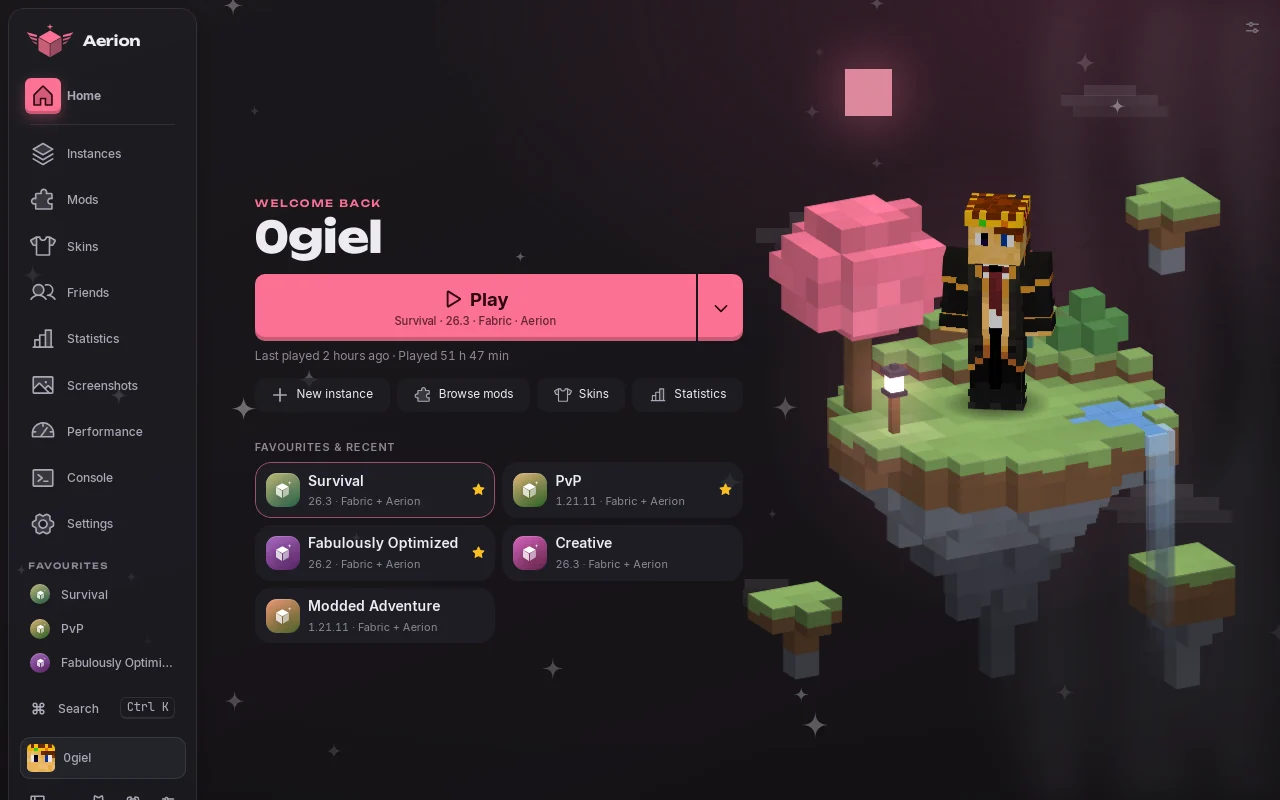 Aerion
Home
Instances
Mods
Skins
Friends
Statistics
Screenshots
Performance
Console
Settings
FAVOURITES
Survival
PvP
Fabulously Optimi...
Search Ctrl K
0giel
WELCOME BACK
0giel
Play
Survival · 26.3 · Fabric · Aerion
Last played 2 hours ago · Played 51 h 47 min
New instance
Browse mods
Skins
Statistics
FAVOURITES & RECENT
Survival
26.3 · Fabric + Aerion
PvP
1.21.11 · Fabric + Aerion
Fabulously Optimized
26.2 · Fabric + Aerion
Creative
26.3 · Fabric + Aerion
Modded Adventure
1.21.11 · Fabric + Aerion